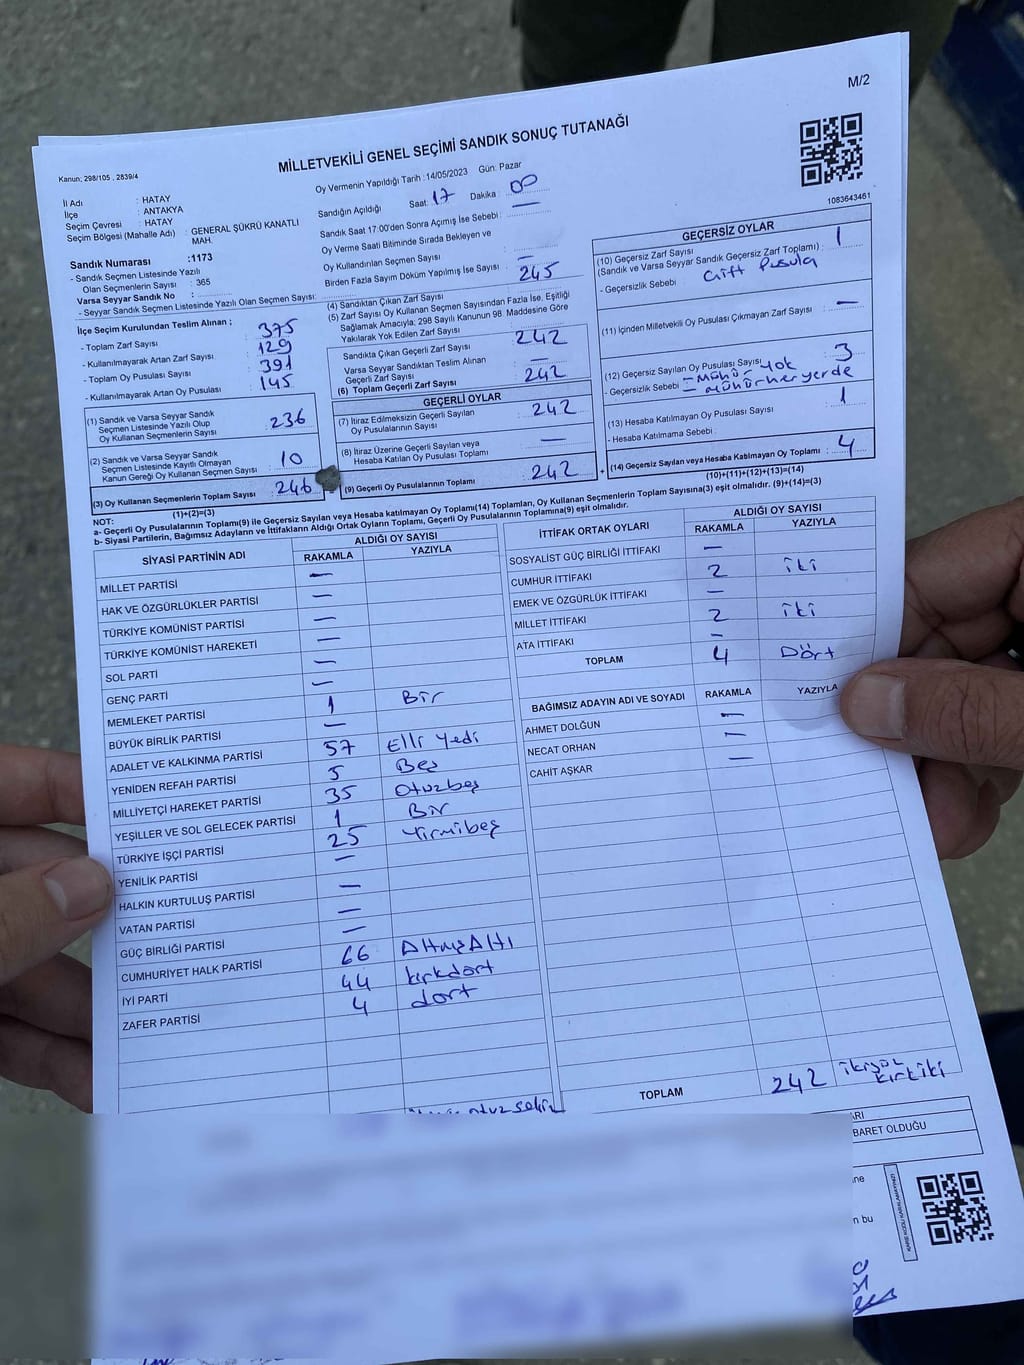 M/2
MİLLETVEKİLİ GENEL SEÇİMİ SANDIK SONUÇ TUTANAĞI
Kanun: 298/105 , 2839/4
Oy Vermenin Yapıldığı Tarih : 14/05/2023 Gün: Pazar
1083643461
İl Adı : HATAY
İlçe : ANTAKYA
Seçim Çevresi : HATAY
Seçim Bölgesi (Mahalle Adı) : GENERAL ŞÜKRÜ KANATLI MAH.
Sandık Numarası : 1173
- Sandık Seçmen Listesinde Yazılı
Olan Seçmenlerin Sayısı : 365
Varsa Seyyar Sandık No :
- Seyyar Sandık Seçmen Listesinde Yazılı Olan Seçmen Sayısı:
İlçe Seçim Kurulundan Teslim Alınan ;
- Toplam Zarf Sayısı : 375
- Kullanılmayarak Artan Zarf Sayısı : 129
- Toplam Oy Pusulası Sayısı : 391
- Kullanılmayarak Artan Oy Pusulası : 145
(1) Sandık ve Varsa Seyyar Sandık
Seçmen Listesinde Yazılı Olup
Oy Kullanan Seçmenlerin Sayısı : 236
(2) Sandık ve Varsa Seyyar Sandık
Seçmen Listesinde Kayıtlı Olmayan
Kanun Gereği Oy Kullanan Seçmen Sayısı : 10
(3) Oy Kullanan Seçmenlerin Toplam Sayısı : 246
(1)+(2)=(3)
Sandığın Açıldığı Saat: 17 Dakika : 00
Sandık Saat 17:00'den Sonra Açımış İse Sebebi : —
Oy Verme Saati Bitiminde Sırada Bekleyen ve
Oy Kullandırılan Seçmen Sayısı : —
Birden Fazla Sayım Döküm Yapılmış İse Sayısı : —
(4) Sandıktan Çıkan Zarf Sayısı : 245
(5) Zarf Sayısı Oy Kullanan Seçmen Sayısından Fazla İse, Eşitliği
Sağlamak Amacıyla; 298 Sayılı Kanunun 98. Maddesine Göre
Yakılarak Yok Edilen Zarf Sayısı :
Sandıkta Çıkan Geçerli Zarf Sayısı : 242
Varsa Seyyar Sandıktan Teslim Alınan
Geçerli Zarf Sayısı : —
(6) Toplam Geçerli Zarf Sayısı : 242
GEÇERLİ OYLAR
(7) İtiraz Edilmeksizin Geçerli Sayılan
Oy Pusulalarının Sayısı : 242
(8) İtiraz Üzerine Geçerli Sayılan veya
Hesaba Katılan Oy Pusulası Toplamı : —
(9) Geçerli Oy Pusulalarının Toplamı : 242
GEÇERSİZ OYLAR
(10) Geçersiz Zarf Sayısı
(Sandık ve Varsa Seyyar Sandık Geçersiz Zarf Toplamı) : 1
- Geçersizlik Sebebi : Çift Pusula
(11) İçinden Milletvekili Oy Pusulası Çıkmayan Zarf Sayısı : —
(12) Geçersiz Sayılan Oy Pusulası Sayısı : 3
- Geçersizlik Sebebi : - Mühür yok
- mühür heryerde
(13) Hesaba Katılmayan Oy Pusulası Sayısı : 1
- Hesaba Katılmama Sebebi :
(14) Geçersiz Sayılan veya Hesaba Katılmayan Oy Toplamı : 4
(10)+(11)+(12)+(13)=(14)
NOT:
a- Geçerli Oy Pusulalarının Toplamı(9) ile Geçersiz Sayılan veya Hesaba Katılmayan Oy Pusulası Toplamı(14) Toplamları, Oy Kullanan Seçmenlerin Toplam Sayısına(3) eşit olmalıdır. (9)+(14)=(3)
b- Siyasi Partilerin, Bağımsız Adayların ve İttifakların Aldığı Ortak Oyların Toplamı, Geçerli Oy Pusulalarının Toplamına(9) eşit olmalıdır.
SİYASİ PARTİNİN ADI ALDIĞI OY SAYISI
RAKAMLA YAZIYLA
MİLLET PARTİSİ —
HAK VE ÖZGÜRLÜKLER PARTİSİ —
TÜRKİYE KOMÜNİST PARTİSİ —
TÜRKİYE KOMÜNİST HAREKETİ —
SOL PARTİ —
GENÇ PARTİ —
MEMLEKET PARTİSİ 1 Bir
BÜYÜK BİRLİK PARTİSİ —
ADALET VE KALKINMA PARTİSİ 57 Elli Yedi
YENİDEN REFAH PARTİSİ 5 Beş
MİLLİYETÇİ HAREKET PARTİSİ 35 Otuzbeş
YEŞİLLER VE SOL GELECEK PARTİSİ 1 Bir
TÜRKİYE İŞÇİ PARTİSİ 25 Yirmibeş
YENİLİK PARTİSİ —
HALKIN KURTULUŞ PARTİSİ —
VATAN PARTİSİ —
GÜÇ BİRLİĞİ PARTİSİ —
CUMHURİYET HALK PARTİSİ 66 Altmış Altı
İYİ PARTİ 44 kırkdört
ZAFER PARTİSİ 4 dört
otuz sekiz
İTTİFAK ORTAK OYLARI ALDIĞI OY SAYISI
RAKAMLA YAZIYLA
SOSYALİST GÜÇ BİRLİĞİ İTTİFAKI —
CUMHUR İTTİFAKI 2 iki
EMEK VE ÖZGÜRLÜK İTTİFAKI —
MİLLET İTTİFAKI 2 iki
ATA İTTİFAKI —
TOPLAM 4 Dört
BAĞIMSIZ ADAYIN ADI VE SOYADI RAKAMLA YAZIYLA
AHMET DOLĞUN —
NECAT ORHAN —
CAHİT AŞKAR —
TOPLAM 242 ikiyüz kırkiki
ARI
BARET OLDUĞU
ne
n bu